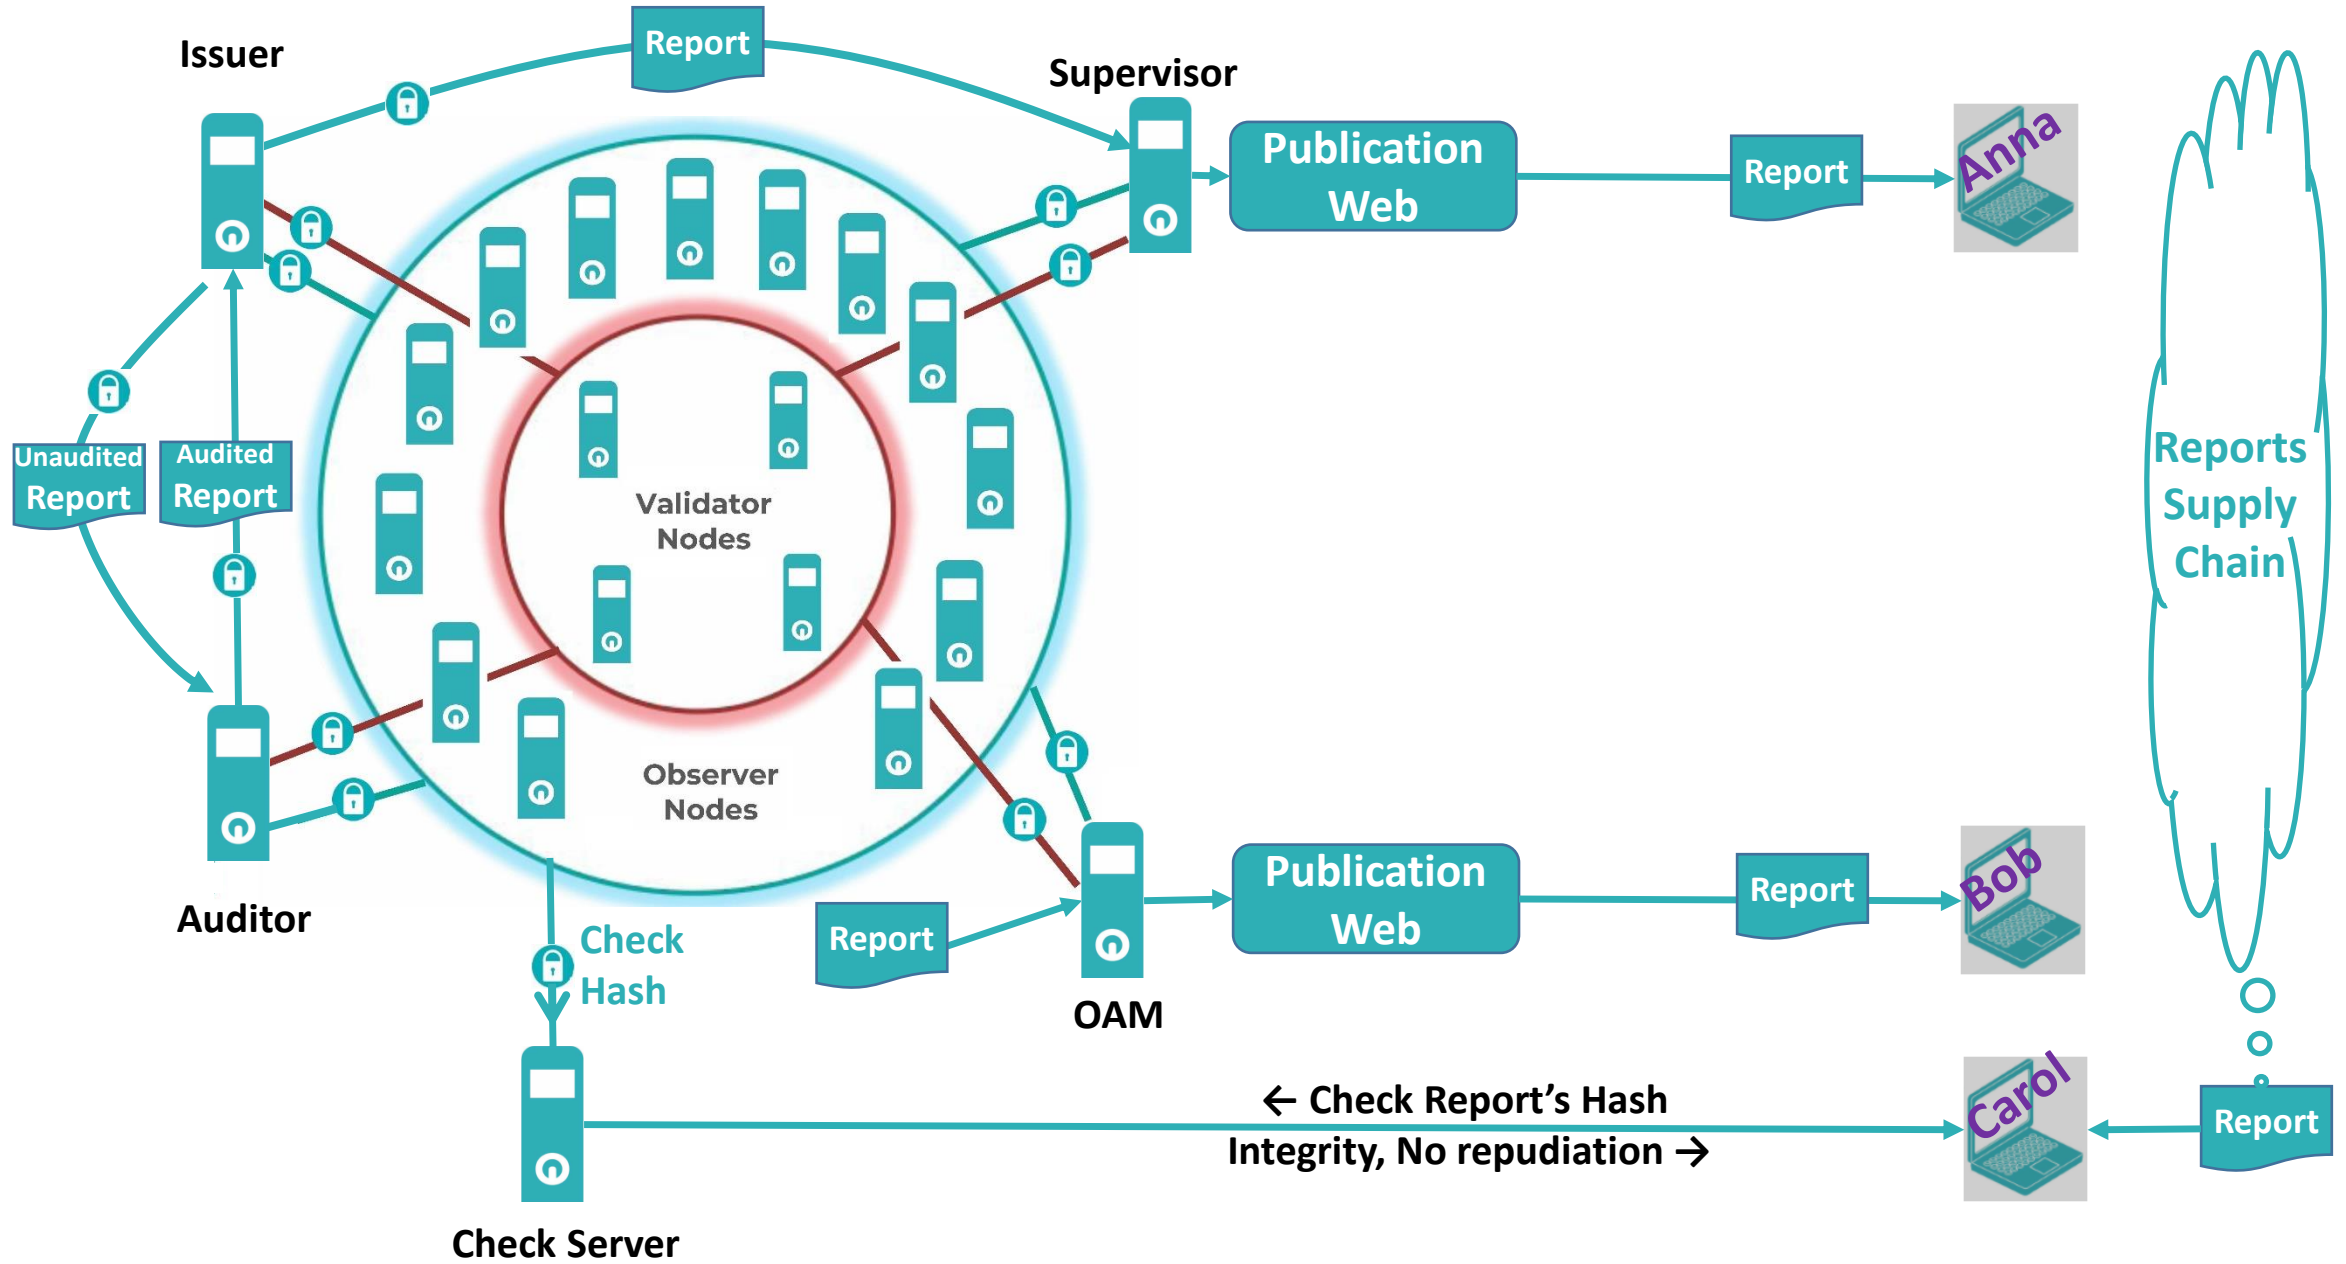 Issuer
Report
Supervisor
Publication
Web
Report
Anna
Unaudited
Report
Audited
Report
Validator
Nodes
Reports
Supply
Chain
Observer
Nodes
Auditor
Check
Hash
Report
OAM
Publication
Web
Report
Bob
← Check Report’s Hash
Integrity, No repudiation →
Carol
Report
Check Server